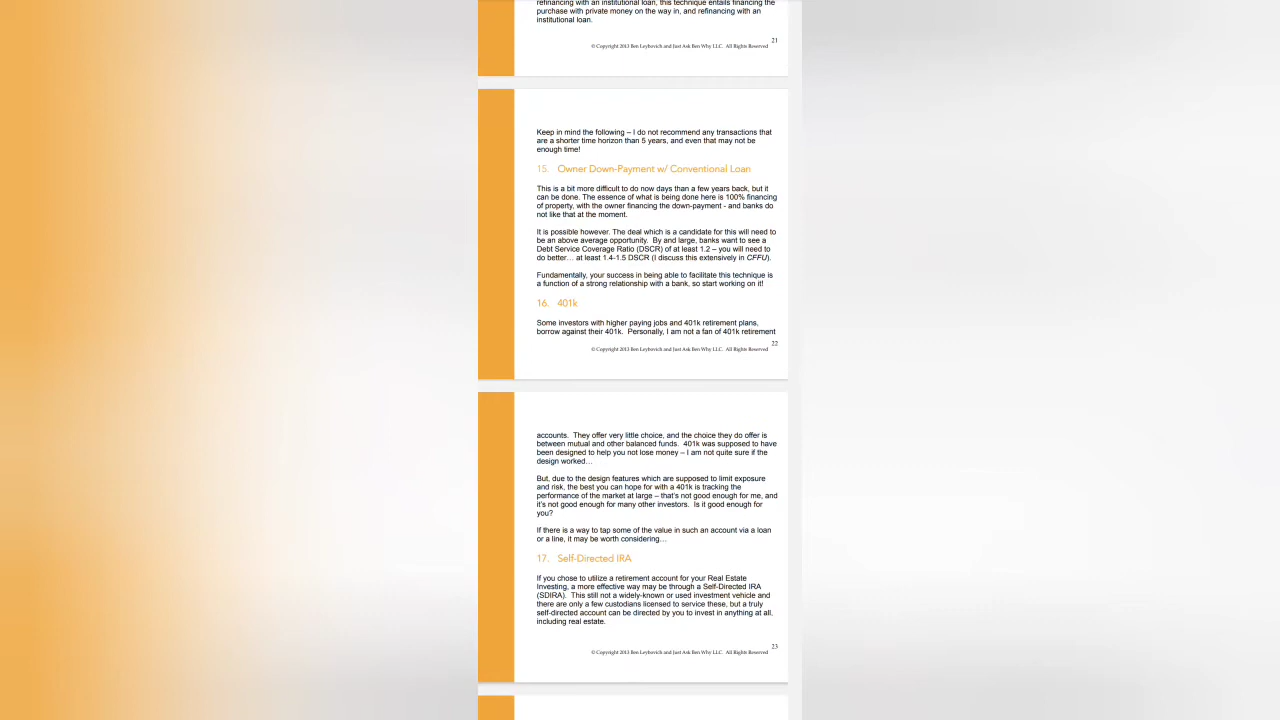 refinancing with an institutional loan, this technique entails financing the
purchase with private money on the way in, and refinancing with an
institutional loan.
21
© Copyright 2013 Ben Leybovich and Just Ask Ben Why LLC. All Rights Reserved
Keep in mind the following – I do not recommend any transactions that
are a shorter time horizon than 5 years, and even that may not be
enough time!
15. Owner Down-Payment w/ Conventional Loan
This is a bit more difficult to do now days than a few years back, but it
can be done. The essence of what is being done here is 100% financing
of property, with the owner financing the down-payment - and banks do
not like that at the moment.
It is possible however. The deal which is a candidate for this will need to
be an above average opportunity. By and large, banks want to see a
Debt Service Coverage Ratio (DSCR) of at least 1.2 – you will need to
do better… at least 1.4-1.5 DSCR (I discuss this extensively in CFFU).
Fundamentally, your success in being able to facilitate this technique is
a function of a strong relationship with a bank, so start working on it!
16. 401k
Some investors with higher paying jobs and 401k retirement plans,
borrow against their 401k. Personally, I am not a fan of 401k retirement
22
© Copyright 2013 Ben Leybovich and Just Ask Ben Why LLC. All Rights Reserved
accounts. They offer very little choice, and the choice they do offer is
between mutual and other balanced funds. 401k was supposed to have
been designed to help you not lose money – I am not quite sure if the
design worked…
But, due to the design features which are supposed to limit exposure
and risk, the best you can hope for with a 401k is tracking the
performance of the market at large – that's not good enough for me, and
it's not good enough for many other investors. Is it good enough for
you?
If there is a way to tap some of the value in such an account via a loan
or a line, it may be worth considering…
17. Self-Directed IRA
If you chose to utilize a retirement account for your Real Estate
Investing, a more effective way may be through a Self-Directed IRA
(SDIRA). This still not a widely-known or used investment vehicle and
there are only a few custodians licensed to service these, but a truly
self-directed account can be directed by you to invest in anything at all,
including real estate.
23
© Copyright 2013 Ben Leybovich and Just Ask Ben Why LLC. All Rights Reserved